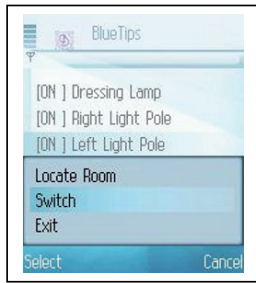 BlueTips
[ON ] Dressing Lamp
[ON ] Right Light Pole
[ON ] Left Light Pole
Locate Room
Switch
Exit
Select Cancel